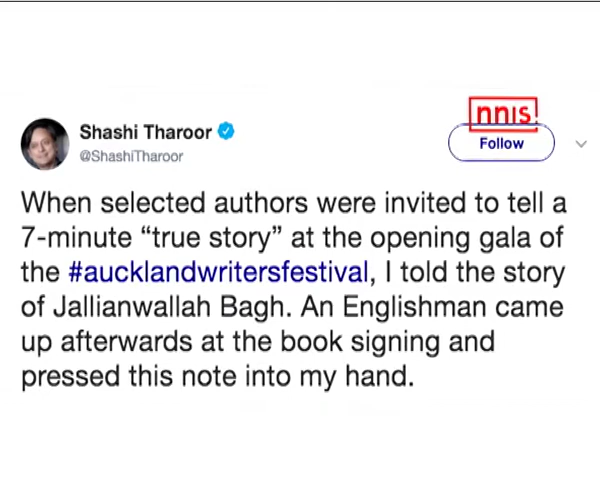 nnis!
Shashi Tharoor
@ShashiTharoor
Follow
When selected authors were invited to tell a
7-minute “true story” at the opening gala of
the #aucklandwritersfestival, I told the story
of Jallianwallah Bagh. An Englishman came
up afterwards at the book signing and
pressed this note into my hand.